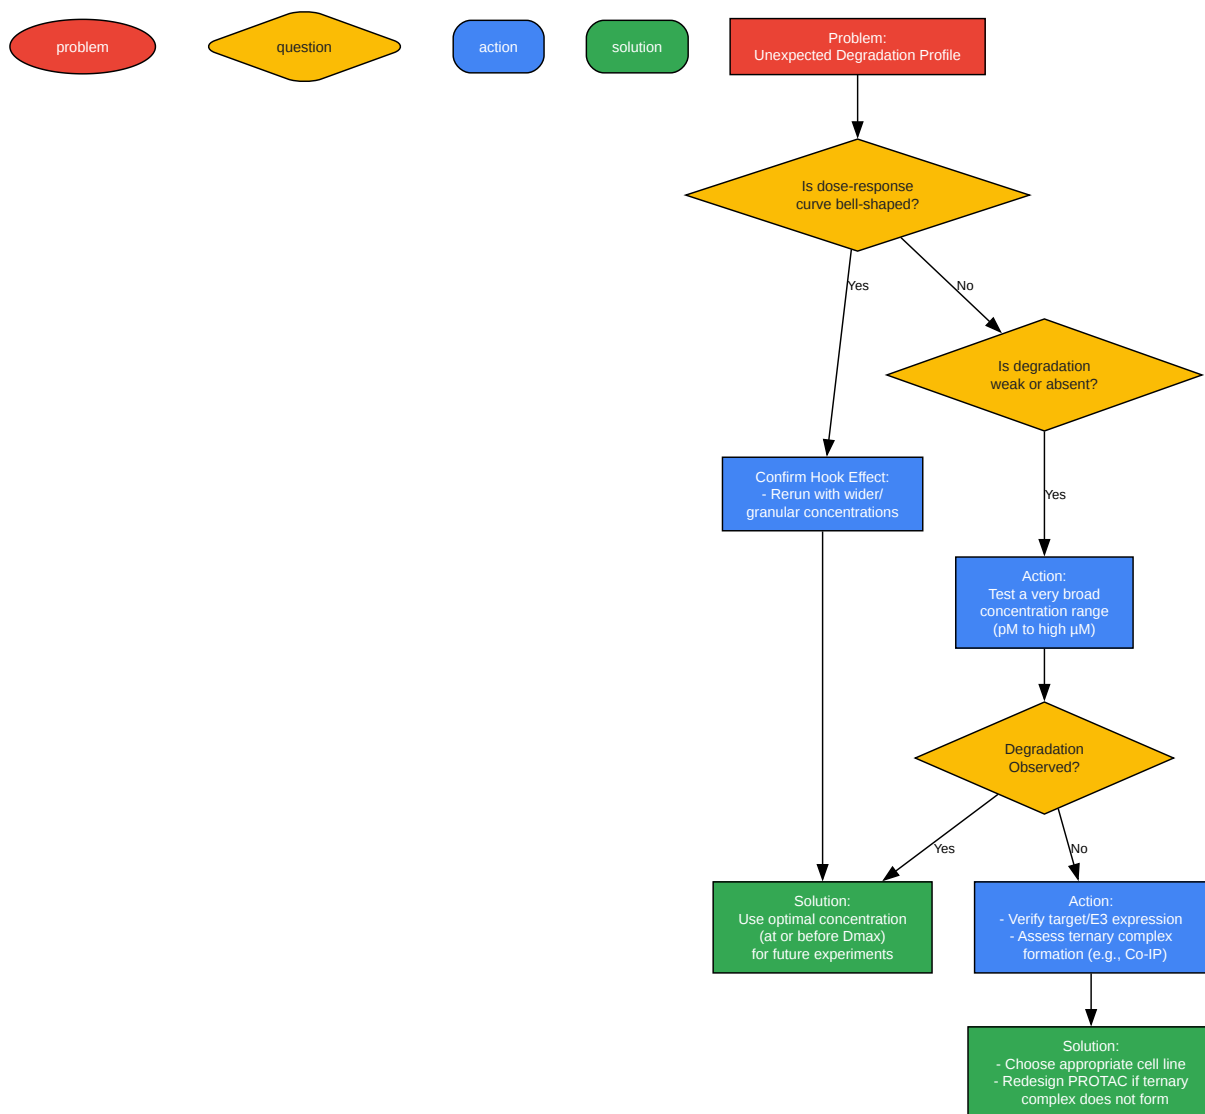 problem
question
action
solution
Problem:
Unexpected Degradation Profile
Is dose-response
curve bell-shaped?
Yes
No
Is degradation
weak or absent?
Confirm Hook Effect:
- Rerun with wider/
granular concentrations
Yes
Action:
Test a very broad
concentration range
(pM to high µM)
Degradation
Observed?
Yes
No
Solution:
Use optimal concentration
(at or before Dmax)
for future experiments
Action:
- Verify target/E3 expression
- Assess ternary complex
formation (e.g., Co-IP)
Solution:
- Choose appropriate cell line
- Redesign PROTAC if ternary
complex does not form